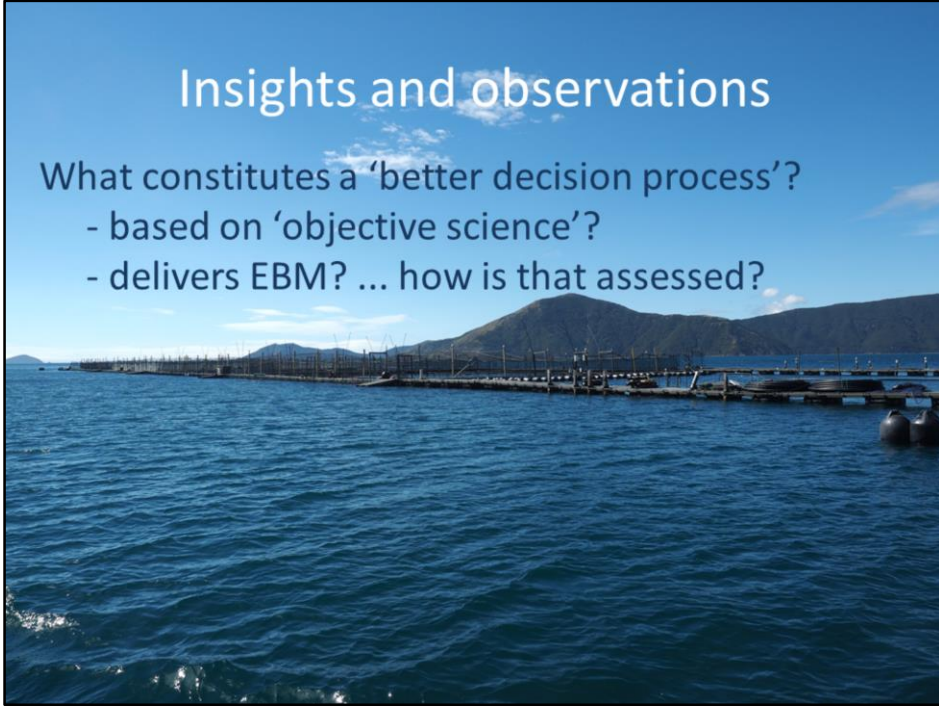 Insights and observations
What constitutes a ‘better decision process’?
- based on ‘objective science’?
- delivers EBM? ... how is that assessed?